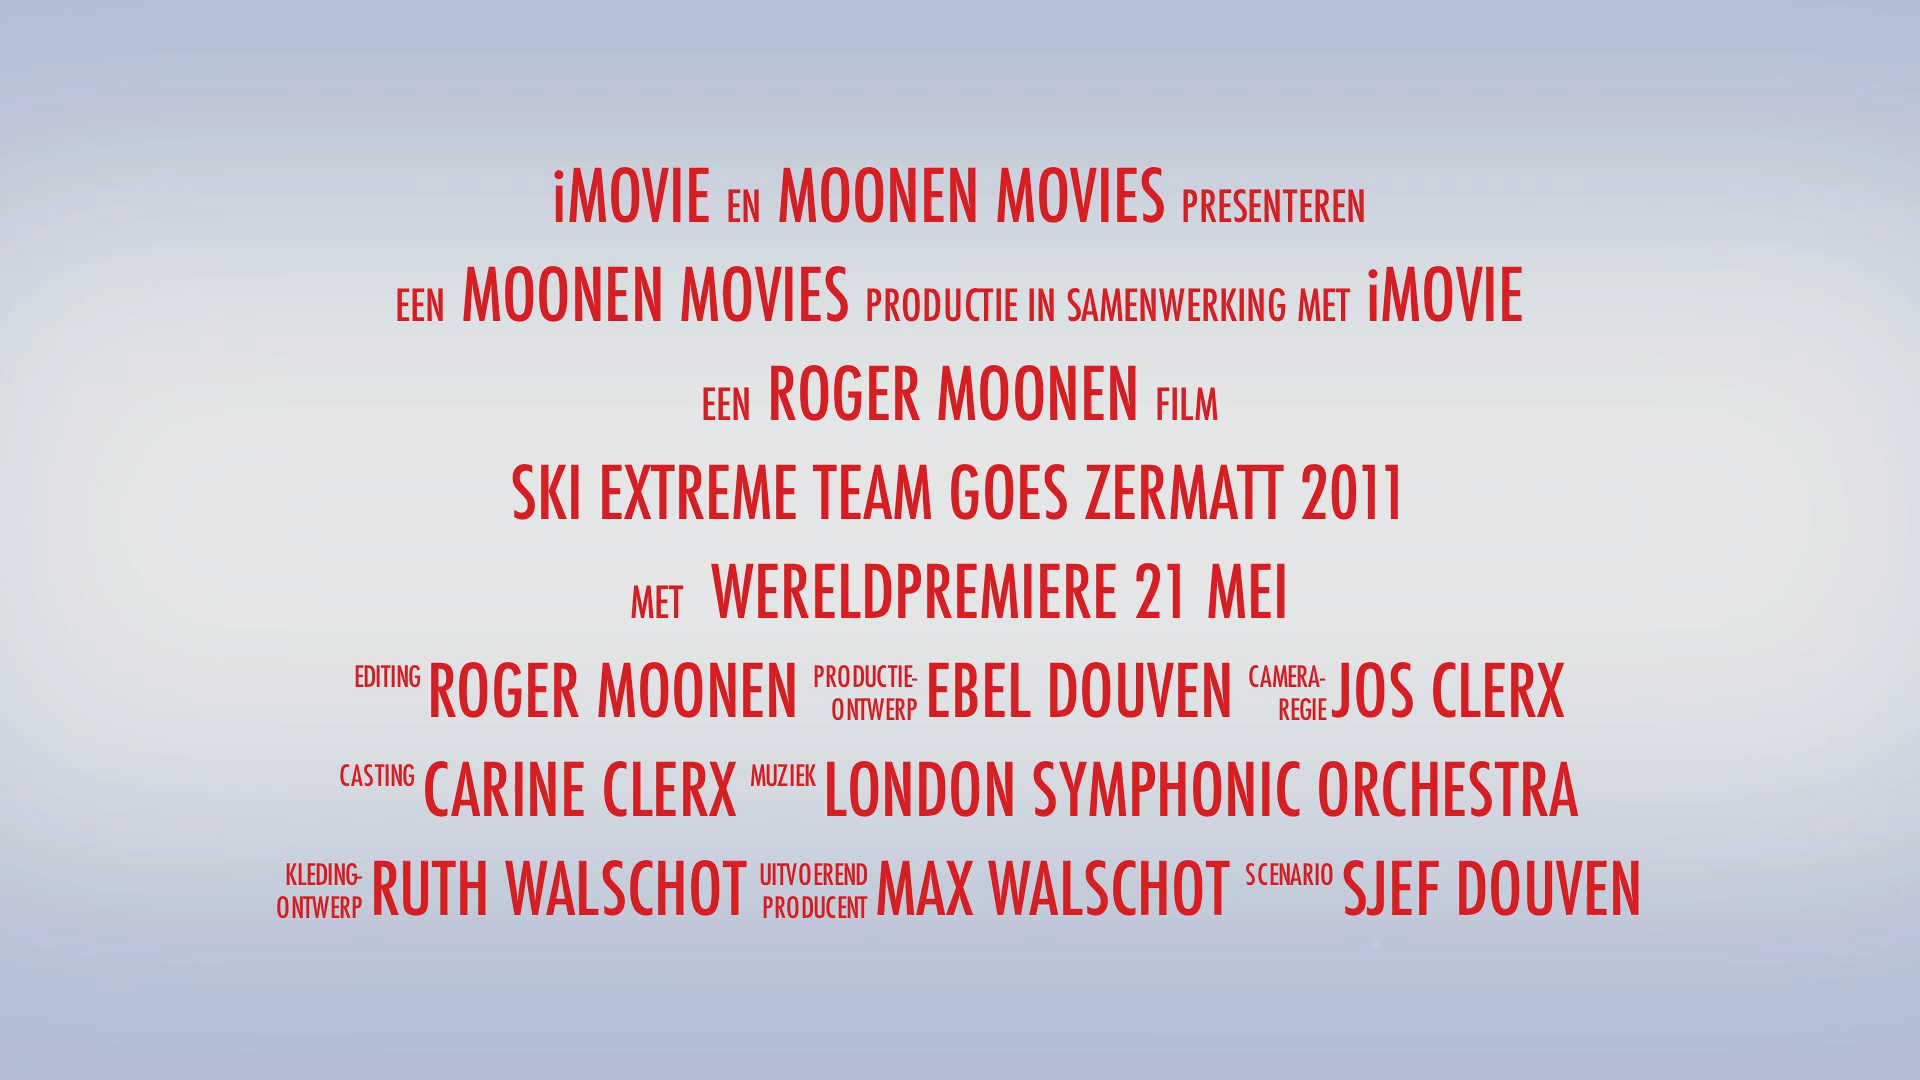 iMOVIE EN MOONEN MOVIES PRESENTEREN
EEN MOONEN MOVIES PRODUCTIE IN SAMENWERKING MET iMOVIE
EEN ROGER MOONEN FILM
SKI EXTREME TEAM GOES ZERMATT 2011
MET WERELDPREMIERE 21 MEI
EDITING ROGER MOONEN PRODUCTIE-ONTWERP EBEL DOUVEN CAMERA-REGIE JOS CLERX
CASTING CARINE CLERX MUZIEK LONDON SYMPHONIC ORCHESTRA
KLEDING-ONTWERP RUTH WALSCHOT UITVOEREND PRODUCENT MAX WALSCHOT SCENARIO SJEF DOUVEN